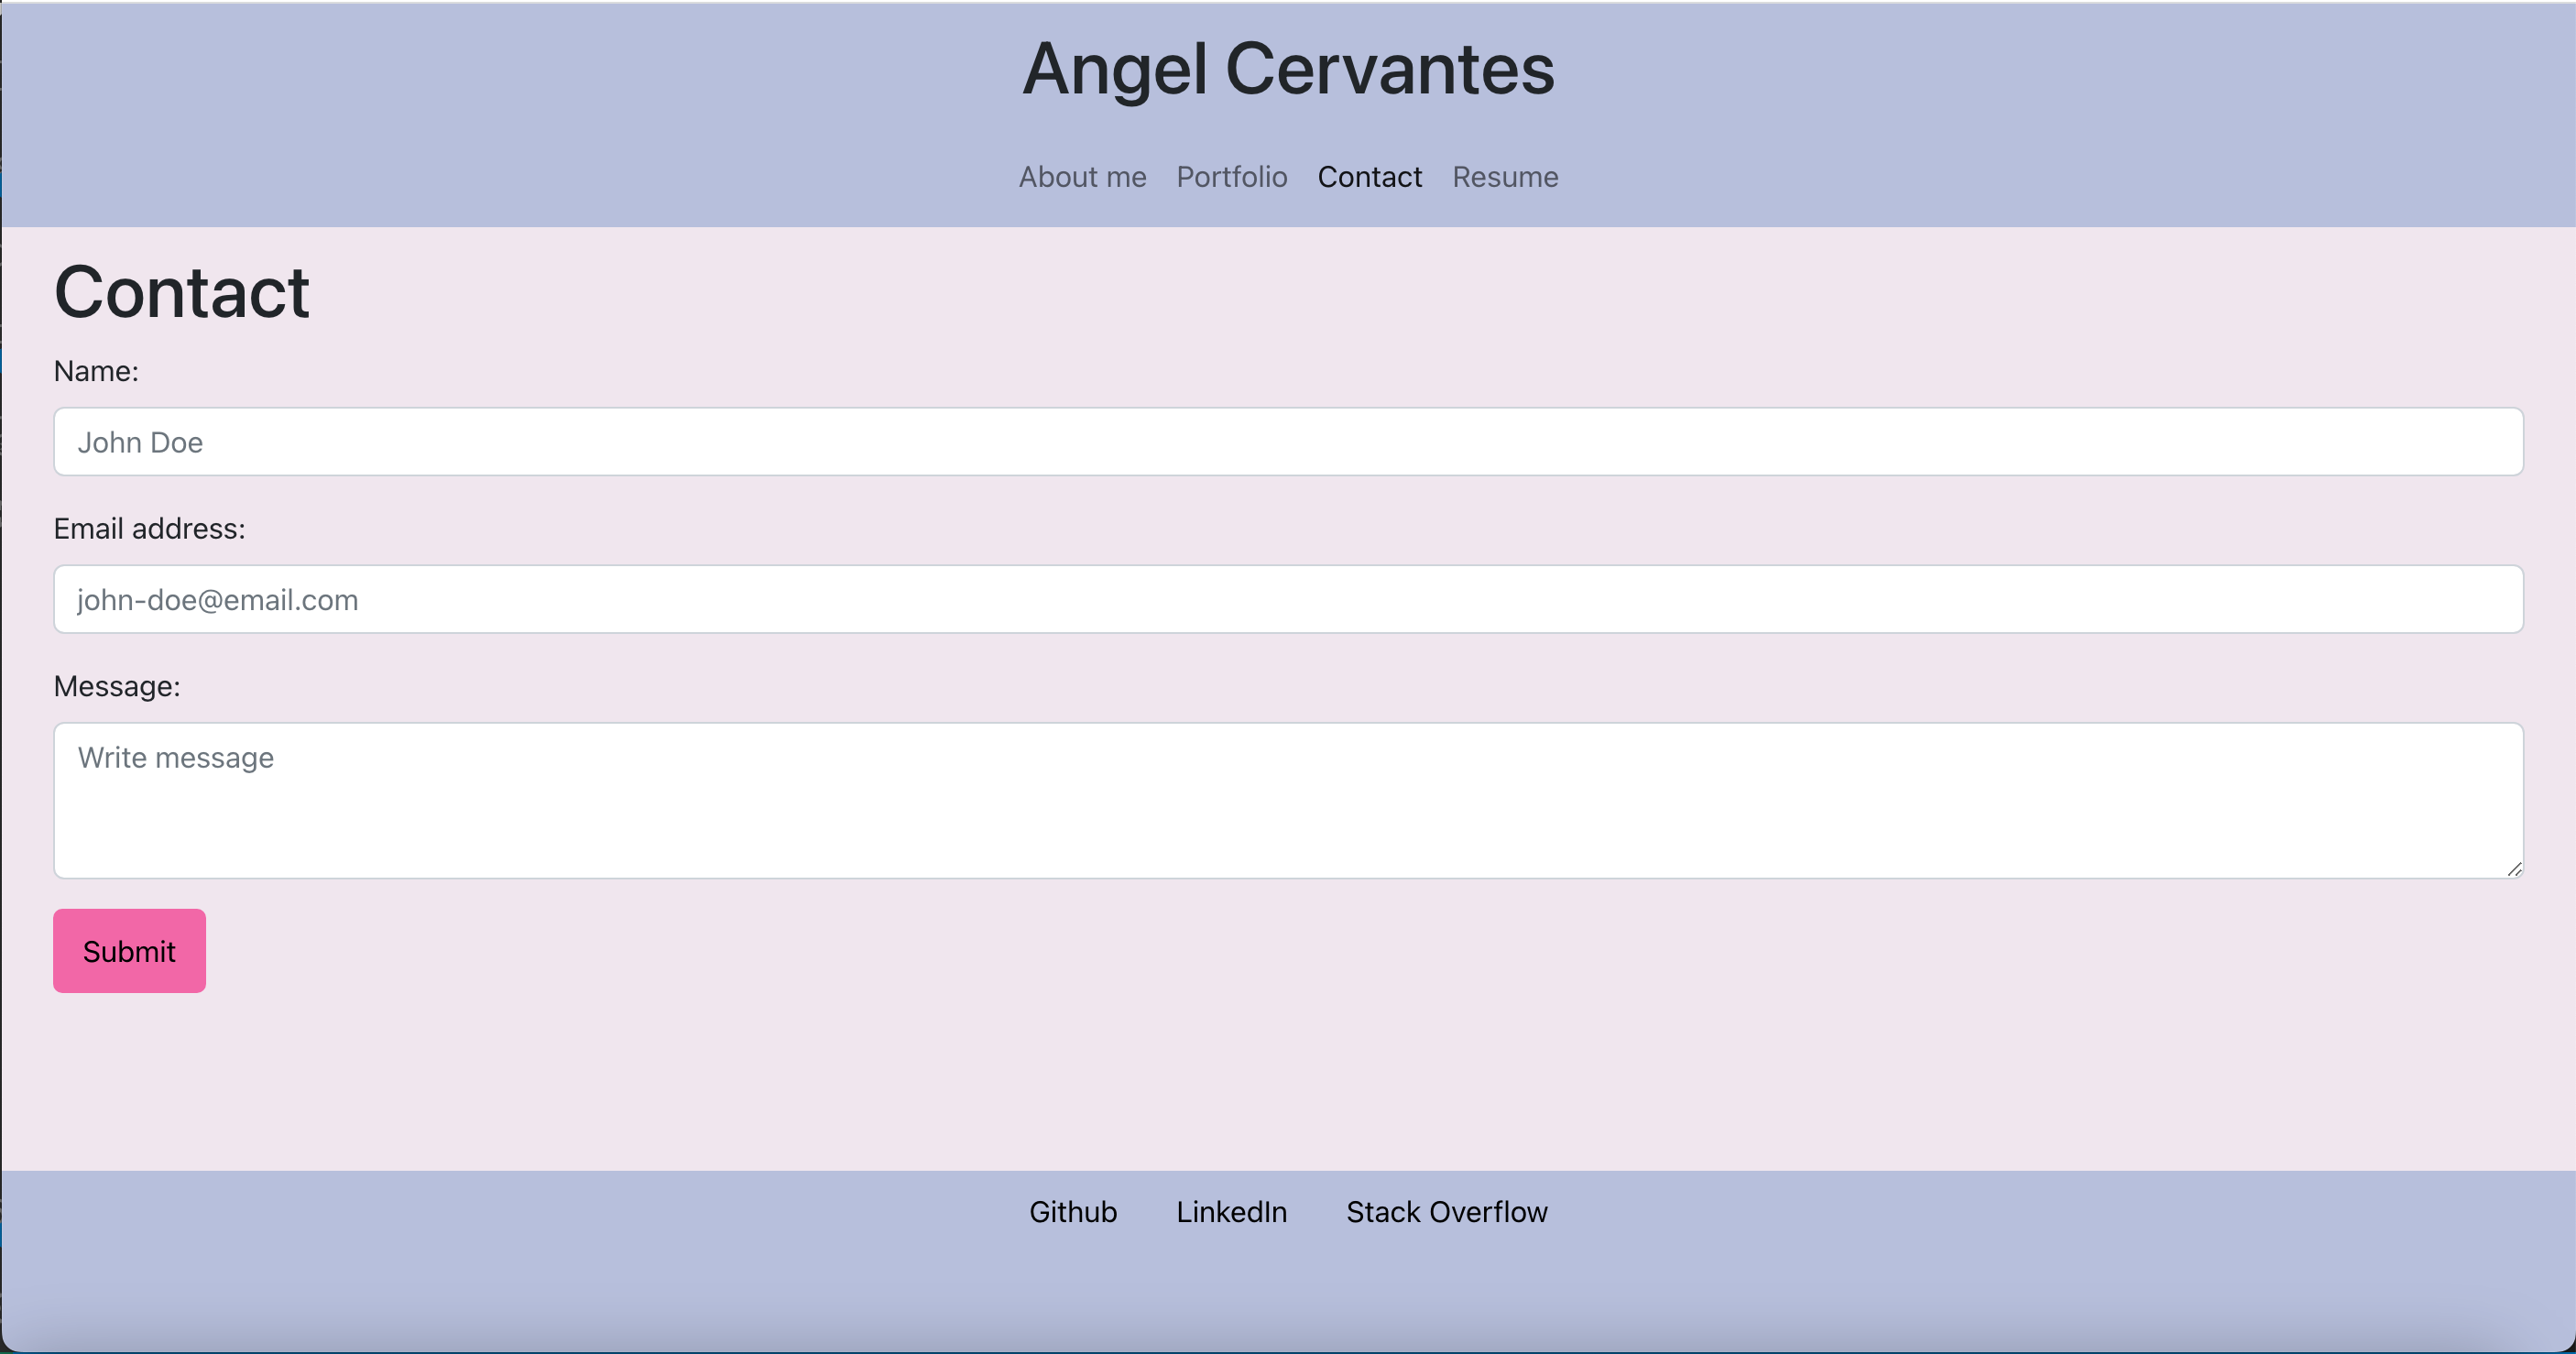 Angel Cervantes
About me Portfolio Contact Resume
Contact
Name:
John Doe
Email address:
john-doe@email.com
Message:
Write message
Submit
Github LinkedIn Stack Overflow